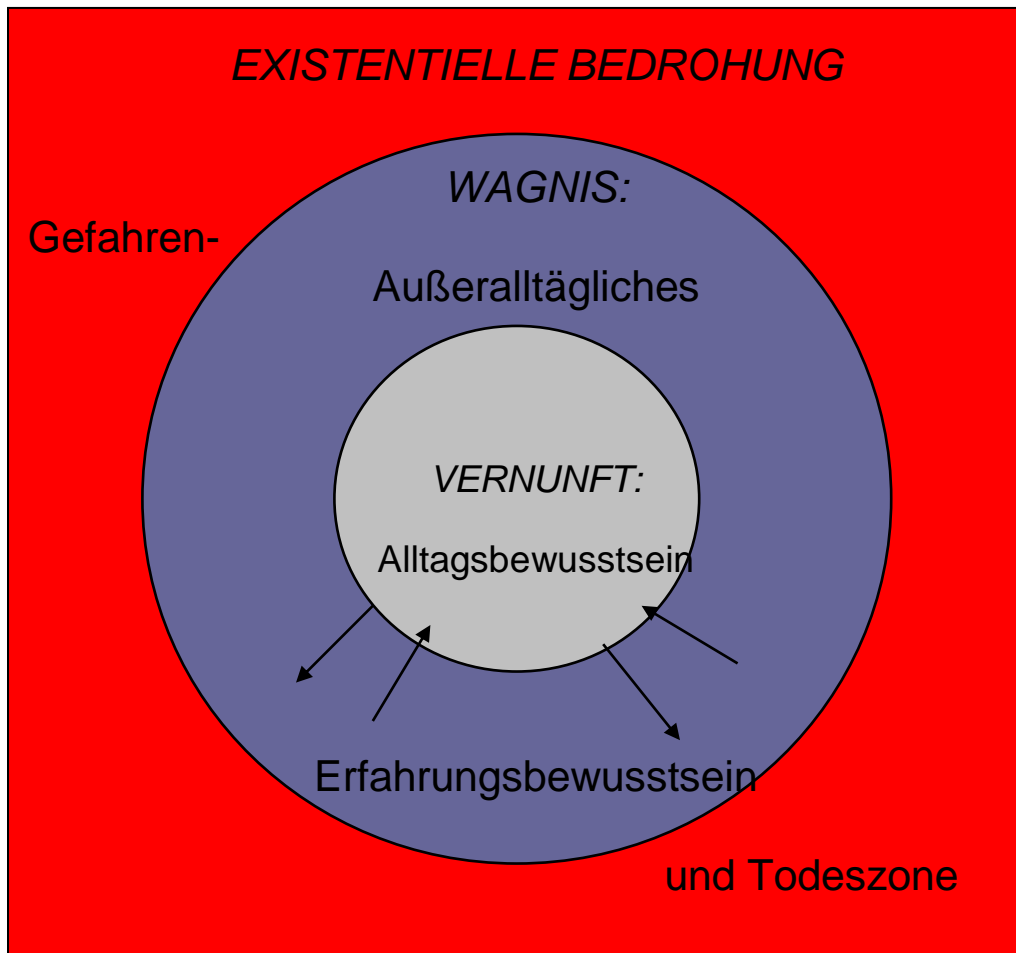 EXISTENTIELLE BEDROHUNG
WAGNIS:
Gefahren-
Außeralltägliches
VERNUNFT:
Alltagsbewusstsein
Erfahrungsbewusstsein
und Todeszone